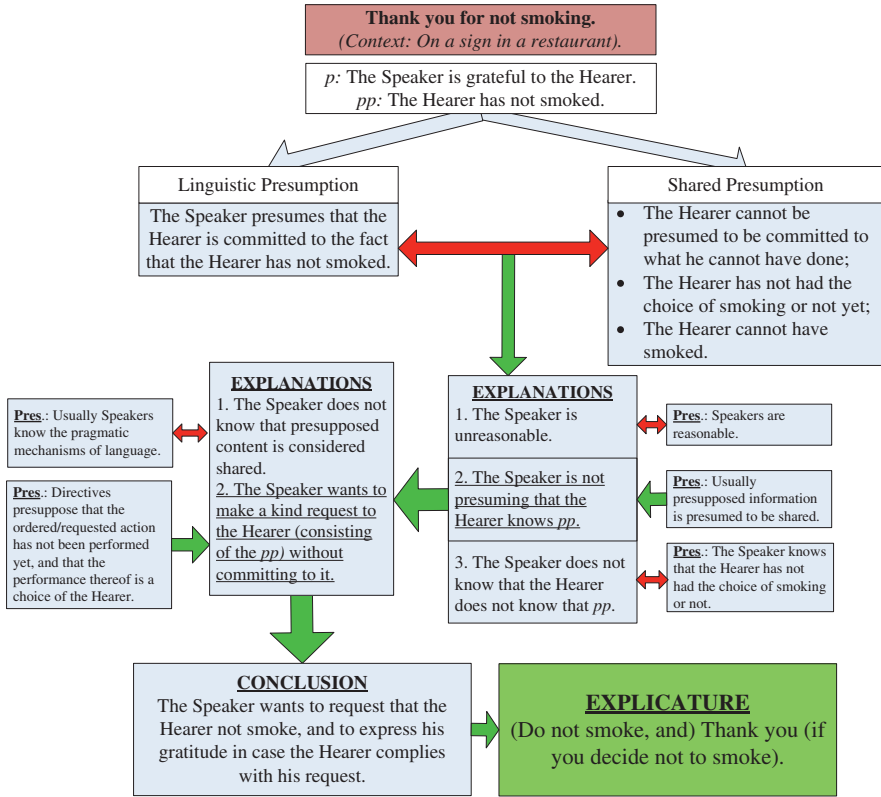 Thank you for not smoking.
(Context: On a sign in a restaurant).
p: The Speaker is grateful to the Hearer.
pp: The Hearer has not smoked.
Linguistic Presumption
The Speaker presumes that the
Hearer is committed to the fact
that the Hearer has not smoked.
Shared Presumption
• The Hearer cannot be
presumed to be committed to
what he cannot have done;
• The Hearer has not had the
choice of smoking or not yet;
• The Hearer cannot have
smoked.
Pres.: Usually Speakers
know the pragmatic
mechanisms of language.
Pres.: Directives
presuppose that the
ordered/requested action
has not been performed
yet, and that the
performance thereof is a
choice of the Hearer.
EXPLANATIONS
1. The Speaker does not
know that presupposed
content is considered
shared.
2. The Speaker wants to
make a kind request to
the Hearer (consisting
of the pp) without
committing to it.
EXPLANATIONS
1. The Speaker is
unreasonable.
2. The Speaker is not
presuming that the
Hearer knows pp.
3. The Speaker does not
know that the Hearer
does not know that pp.
Pres.: Speakers are
reasonable.
Pres.: Usually
presupposed information
is presumed to be shared.
Pres.: The Speaker knows
that the Hearer has not
had the choice of smoking
or not.
CONCLUSION
The Speaker wants to request that the
Hearer not smoke, and to express his
gratitude in case the Hearer complies
with his request.
EXPLICATURE
(Do not smoke, and) Thank you (if
you decide not to smoke).